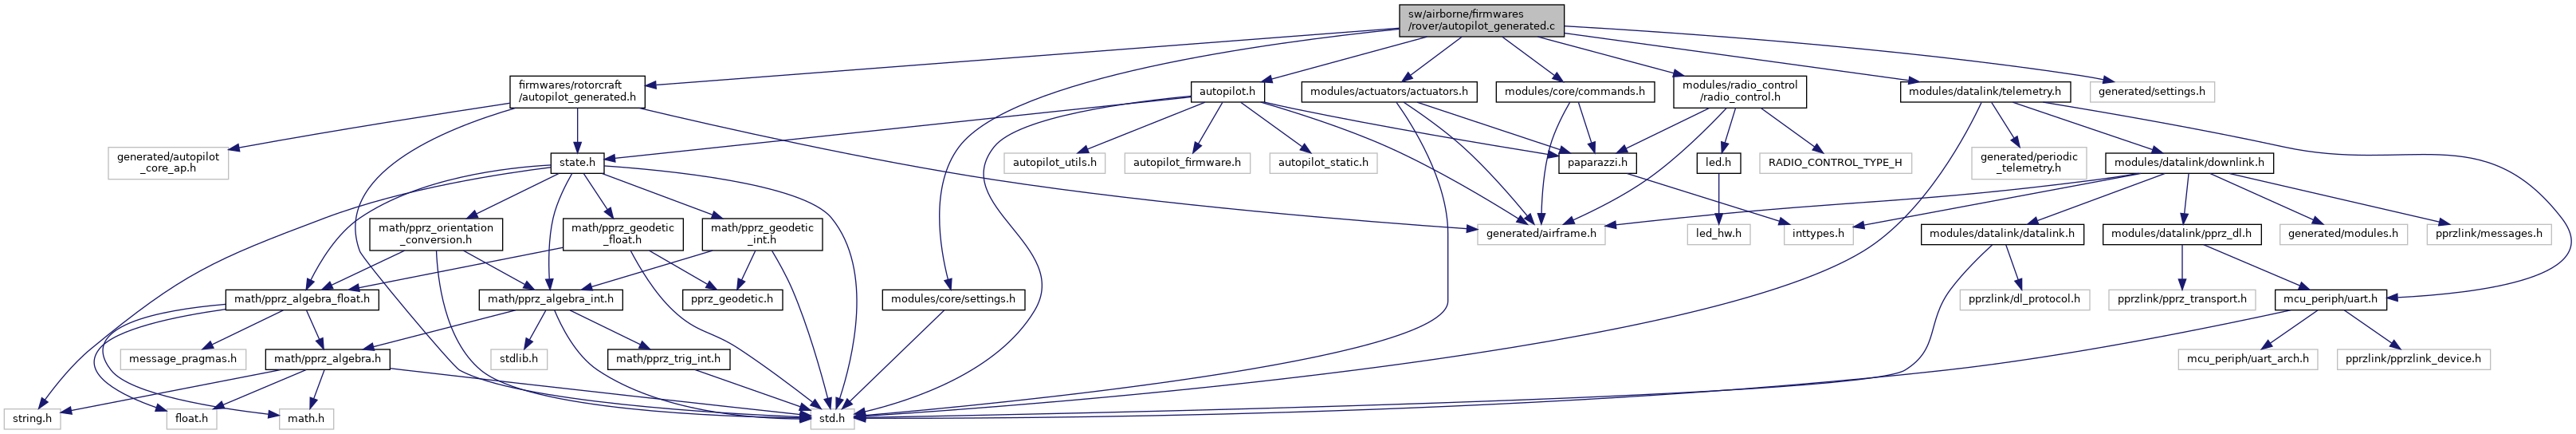 sw/airborne/firmwares
/rover/autopilot_generated.c
firmwares/rotorcraft
/autopilot_generated.h
autopilot.h
modules/actuators/actuators.h
modules/core/commands.h
modules/radio_control
/radio_control.h
modules/datalink/telemetry.h
generated/settings.h
generated/autopilot
_core_ap.h
state.h
autopilot_utils.h
autopilot_firmware.h
autopilot_static.h
paparazzi.h
led.h
RADIO_CONTROL_TYPE_H
generated/periodic
_telemetry.h
modules/datalink/downlink.h
math/pprz_orientation
_conversion.h
math/pprz_geodetic
_float.h
math/pprz_geodetic
_int.h
generated/airframe.h
led_hw.h
inttypes.h
modules/datalink/datalink.h
modules/datalink/pprz_dl.h
generated/modules.h
pprzlink/messages.h
math/pprz_algebra_float.h
math/pprz_algebra_int.h
pprz_geodetic.h
modules/core/settings.h
pprzlink/dl_protocol.h
pprzlink/pprz_transport.h
mcu_periph/uart.h
message_pragmas.h
math/pprz_algebra.h
stdlib.h
math/pprz_trig_int.h
mcu_periph/uart_arch.h
pprzlink/pprzlink_device.h
string.h
float.h
math.h
std.h